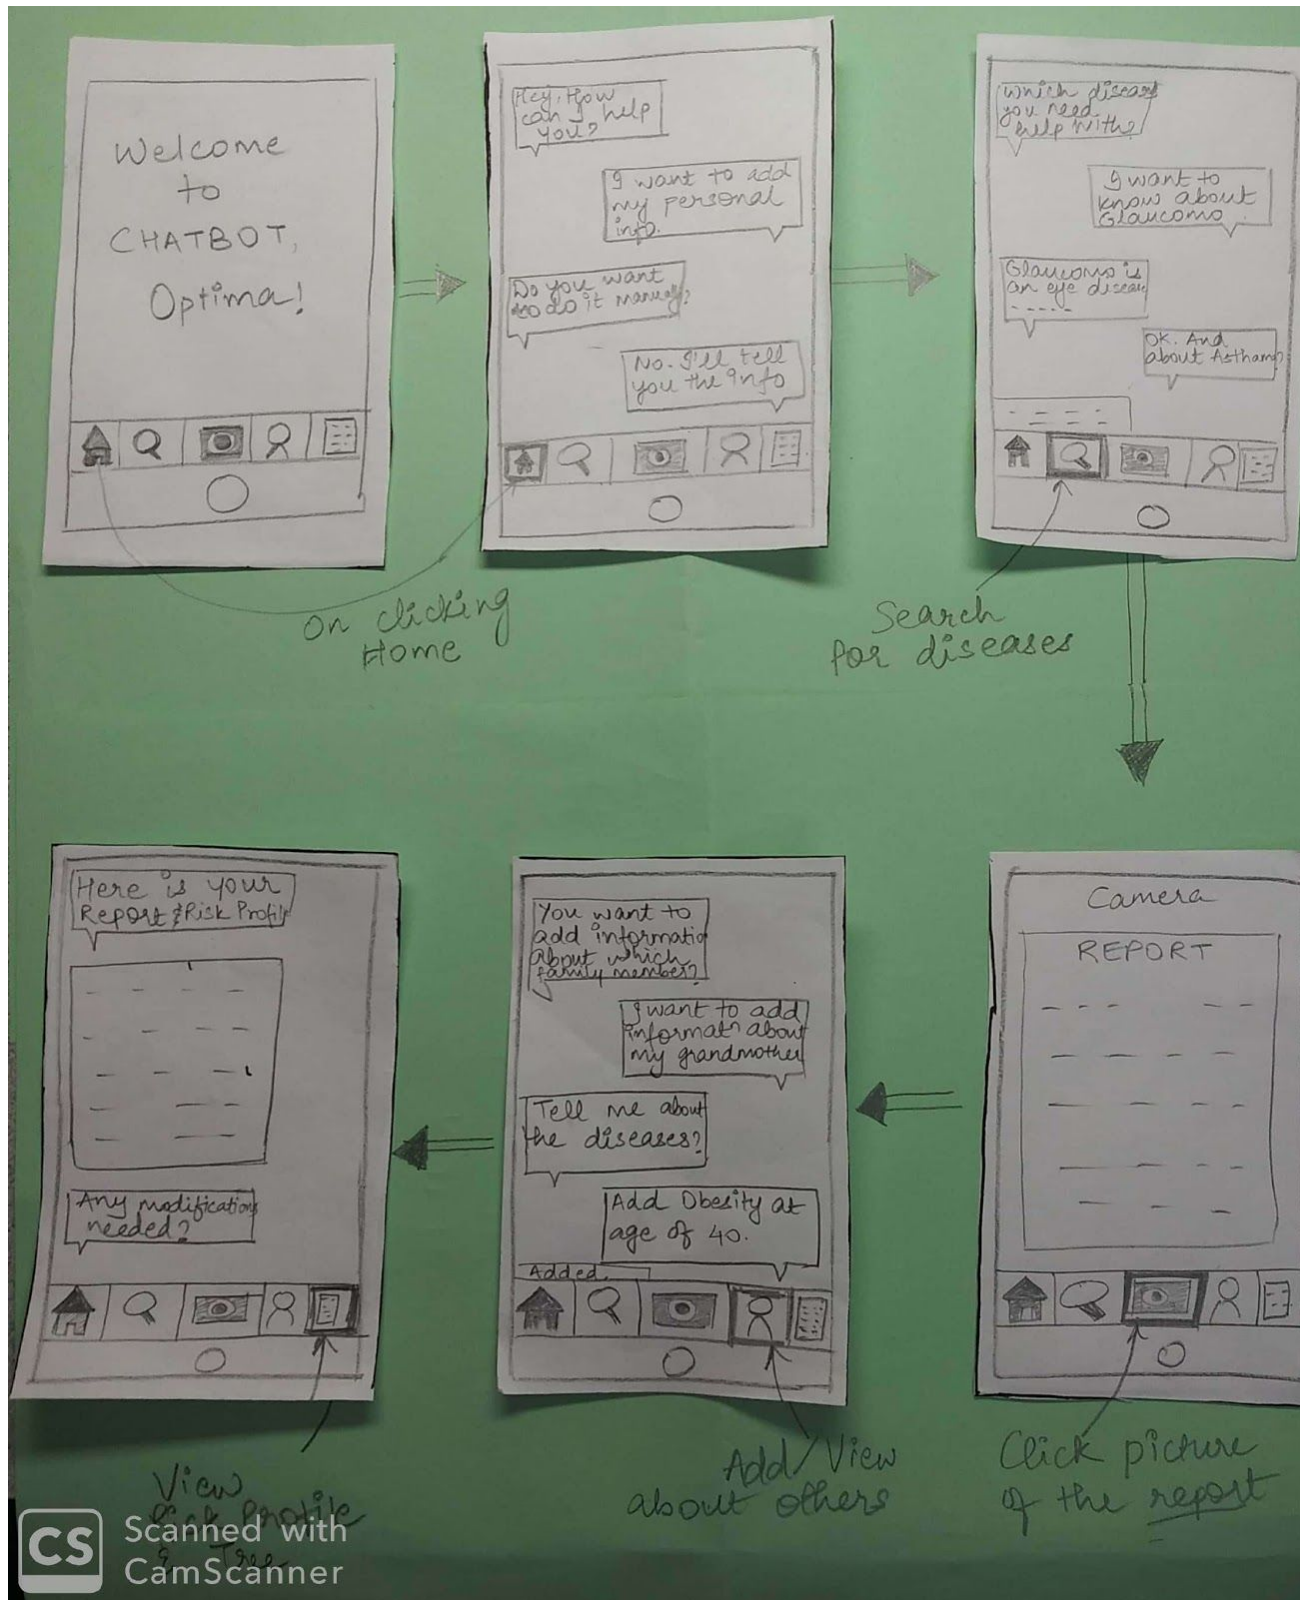 Welcome
to
CHATBOT,
Optima!
Hey. How
can I help
you?
I want to add
my personal
info.
Do you want
to do it manually?
No. I'll tell
you the info
which disease
you need
help with?
I want to
know about
Glaucomo
Glaucomo is
an eye disease
-----
OK. And
about Asthama?
On clicking
Home
Search
for diseases
Here is your
Report & Risk Profile
Any modifications
needed?
You want to
add informatio
about which
family member?
I want to add
informatn about
my grandmother
Tell me about
the diseases?
Add Obesity at
age of 40.
Added.
Camera
REPORT
View
Risk Profile
& Tree
Add/View
about others
Click picture
of the report
CS
Scanned with
CamScanner